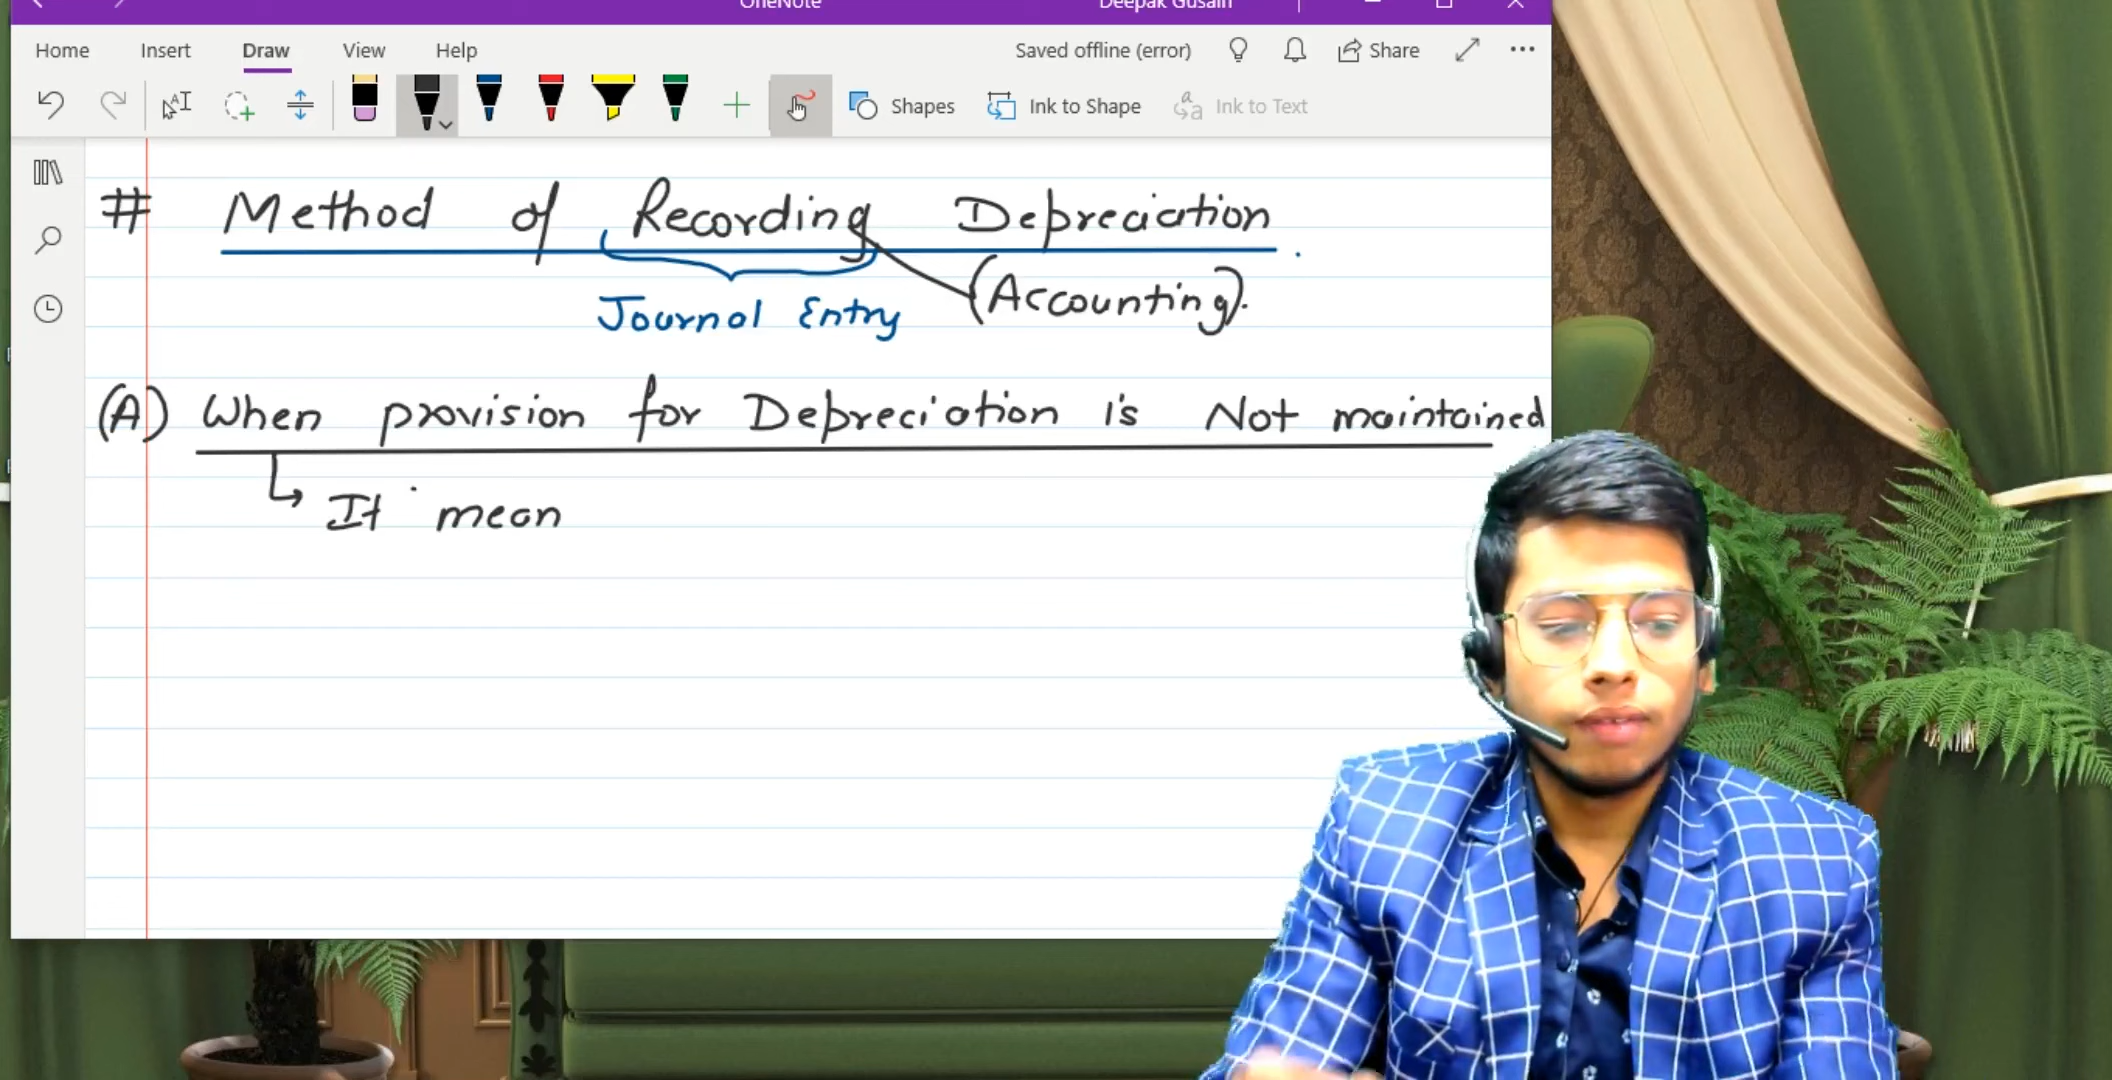 OneNote
Deepak Gusain
Home Insert Draw View Help
Saved offline (error) Share
Shapes Ink to Shape Ink to Text
# Method of Recording Depreciation.
(Accounting).
Journal Entry
(A) When provision for Depreciation is Not maintained
It mean